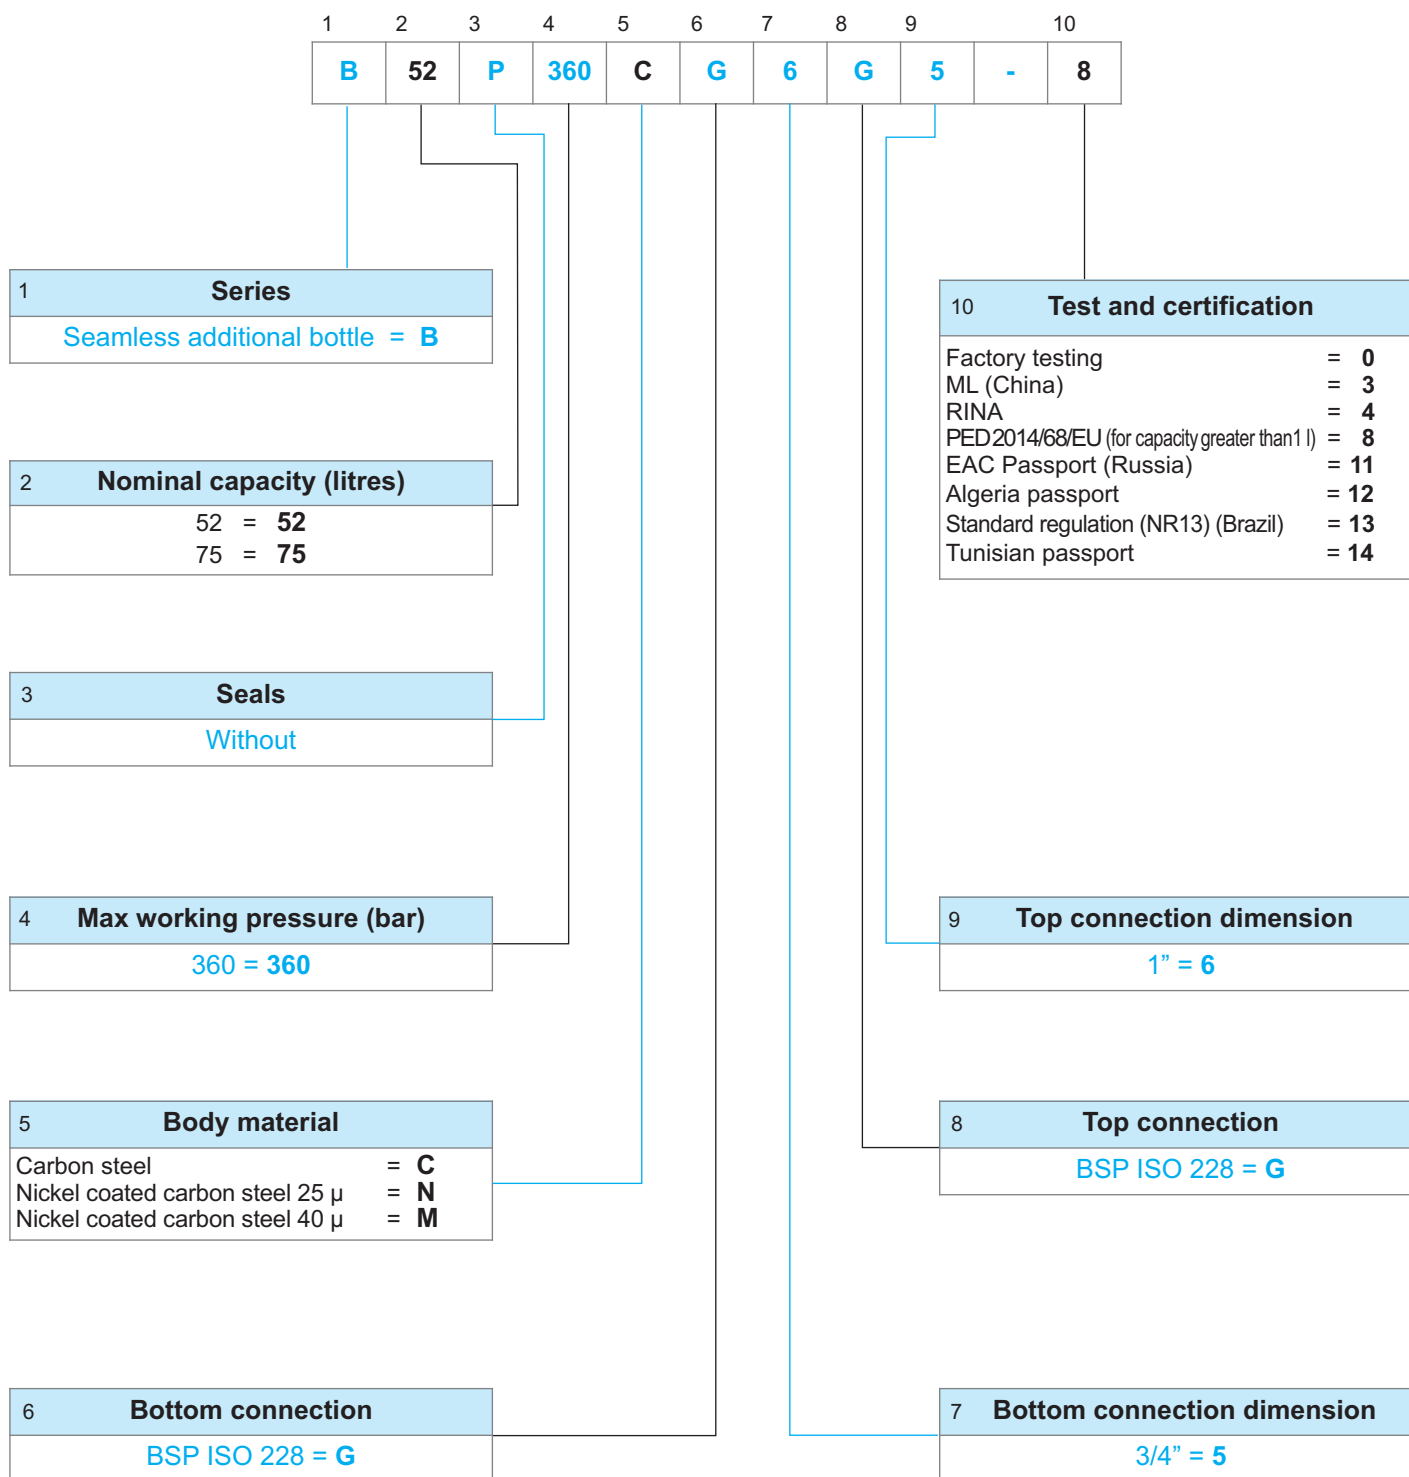 1 2 3 4 5 6 7 8 9 10
B 52 P 360 C G 6 G 5 - 8
1 Series
Seamless additional bottle = B
2 Nominal capacity (litres)
52 = 52
75 = 75
3 Seals
Without
4 Max working pressure (bar)
360 = 360
5 Body material
Carbon steel = C
Nickel coated carbon steel 25 µ = N
Nickel coated carbon steel 40 µ = M
6 Bottom connection
BSP ISO 228 = G
10 Test and certification
Factory testing = 0
ML (China) = 3
RINA = 4
PED 2014/68/EU (for capacity greater than1 l) = 8
EAC Passport (Russia) = 11
Algeria passport = 12
Standard regulation (NR13) (Brazil) = 13
Tunisian passport = 14
9 Top connection dimension
1” = 6
8 Top connection
BSP ISO 228 = G
7 Bottom connection dimension
3/4” = 5